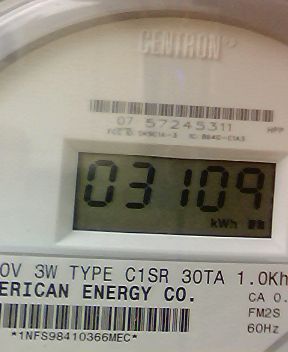 CENTRON
07 57245311
HPP
03109
kWh
0V 3W TYPE C1SR 30TA 1.0Kh
ERICAN ENERGY CO.
CA 0.
FM2S
60Hz
*1NFS98410366MEC*